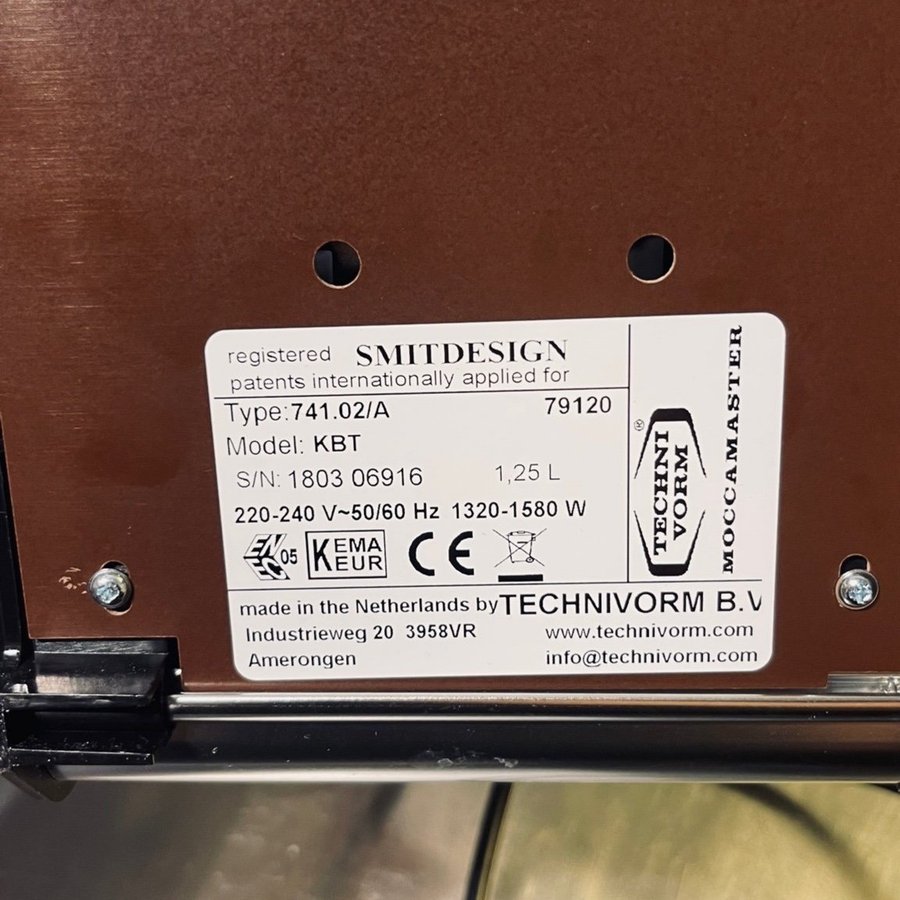 registered SMITDESIGN
patents internationally applied for
Type:741.02/A 79120
Model: KBT
S/N: 1803 06916 1,25 L
220-240 V~50/60 Hz 1320-1580 W
EN EC 05 KEMA EUR CE
made in the Netherlands by TECHNIVORM B.V
Industrieweg 20 3958VR www.technivorm.com
Amerongen info@technivorm.com
TECHNI
VORM ®
MOCCAMASTER